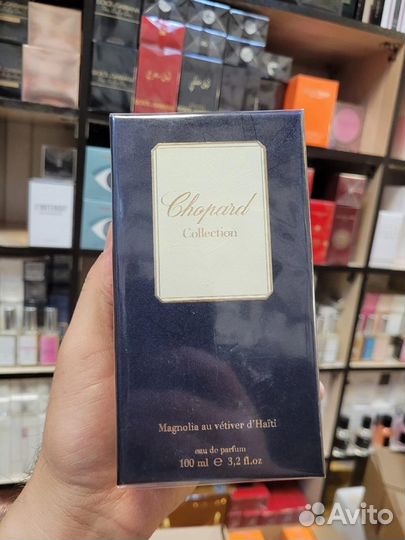 Chopard
Collection
Magnolia au vétiver d'Haïti
eau de parfum
100 ml ℮ 3,2 fl.oz
Avito